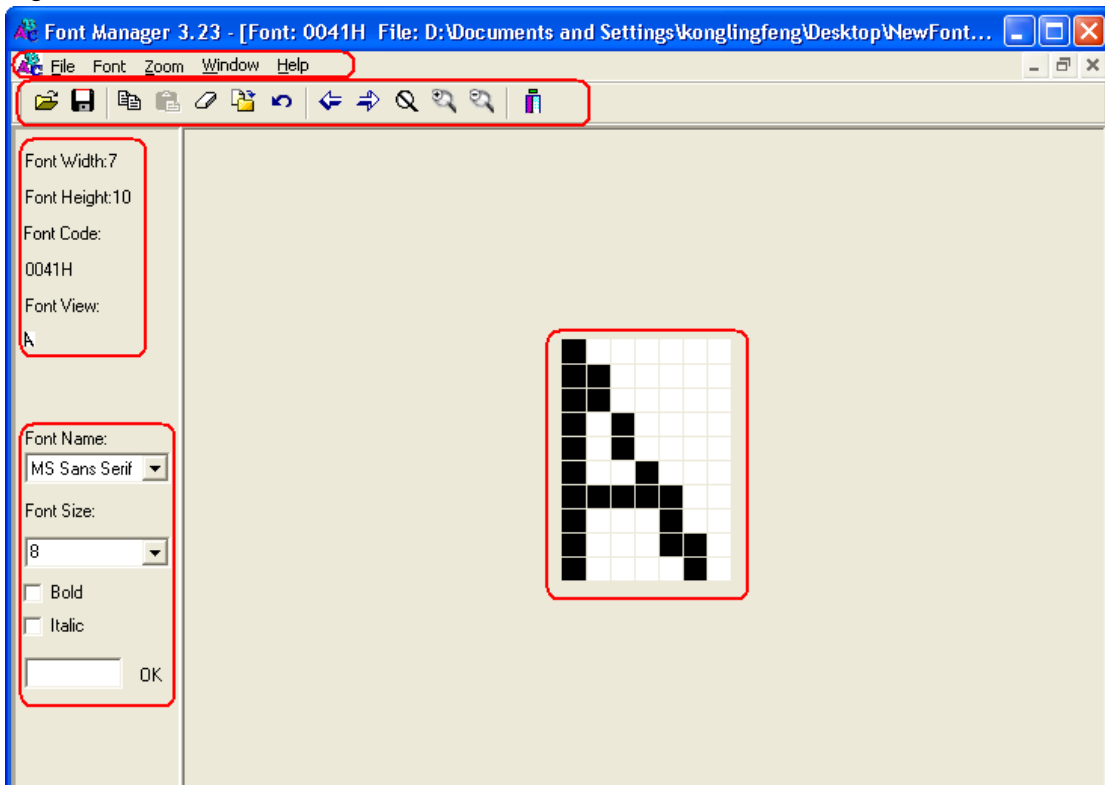 Font Manager 3.23 - [Font: 0041H File: D:\Documents and Settings\konglingfeng\Desktop\NewFont...
File Font Zoom Window Help
Font Width:7
Font Height:10
Font Code:
0041H
Font View:
A
Font Name:
MS Sans Serif
Font Size:
8
Bold
Italic
OK
A